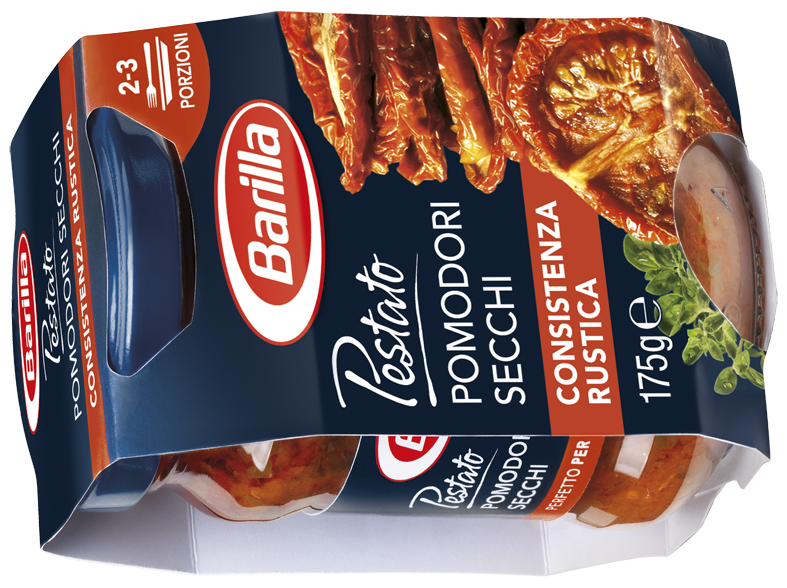 2-3
PORZIONI
Barilla
Pestato
POMODORI
SECCHI
CONSISTENZA
RUSTICA
175g e
Barilla
Pestato
POMODORI SECCHI
CONSISTENZA RUSTICA
Pestato
POMODORI
SECCHI
PERFETTO PER